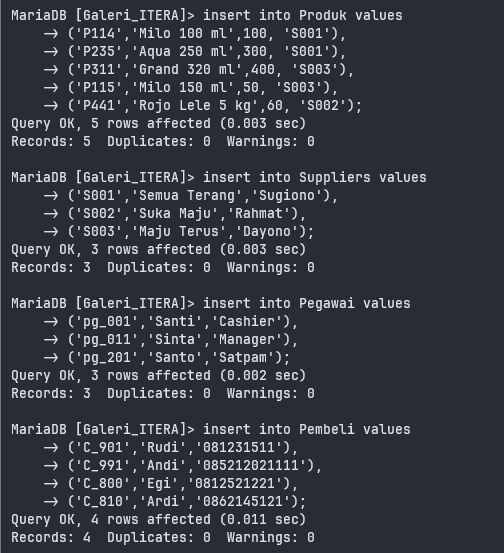 MariaDB [Galeri_ITERA]> insert into Produk values
    -> ('P114','Milo 100 ml',100, 'S001'),
    -> ('P235','Aqua 250 ml',300, 'S001'),
    -> ('P311','Grand 320 ml',400, 'S003'),
    -> ('P115','Milo 150 ml',50, 'S003'),
    -> ('P441','Rojo Lele 5 kg',60, 'S002');
Query OK, 5 rows affected (0.003 sec)
Records: 5  Duplicates: 0  Warnings: 0

MariaDB [Galeri_ITERA]> insert into Suppliers values
    -> ('S001','Semua Terang','Sugiono'),
    -> ('S002','Suka Maju','Rahmat'),
    -> ('S003','Maju Terus','Dayono');
Query OK, 3 rows affected (0.003 sec)
Records: 3  Duplicates: 0  Warnings: 0

MariaDB [Galeri_ITERA]> insert into Pegawai values
    -> ('pg_001','Santi','Cashier'),
    -> ('pg_011','Sinta','Manager'),
    -> ('pg_201','Santo','Satpam');
Query OK, 3 rows affected (0.002 sec)
Records: 3  Duplicates: 0  Warnings: 0

MariaDB [Galeri_ITERA]> insert into Pembeli values
    -> ('C_901','Rudi','081231511'),
    -> ('C_991','Andi','085212021111'),
    -> ('C_800','Egi','0812521221'),
    -> ('C_810','Ardi','0862145121');
Query OK, 4 rows affected (0.011 sec)
Records: 4  Duplicates: 0  Warnings: 0